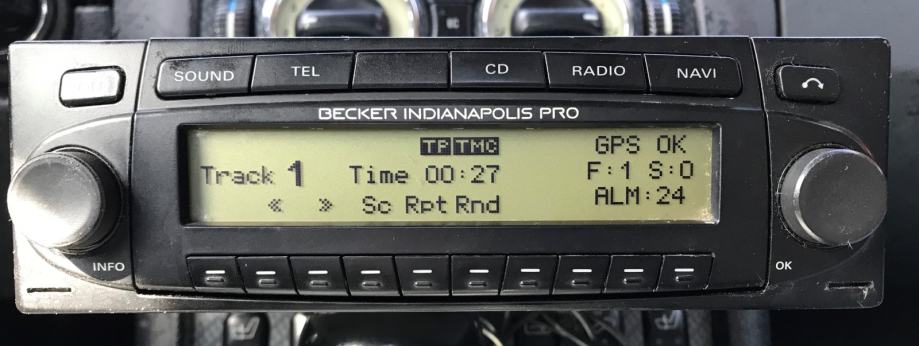 SOUND TEL CD RADIO NAVI
BECKER INDIANAPOLIS PRO
TP TMC GPS OK
Track 1 Time 00:27 F:1 S:0
« » Sc Rpt Rnd ALM:24
INFO OK